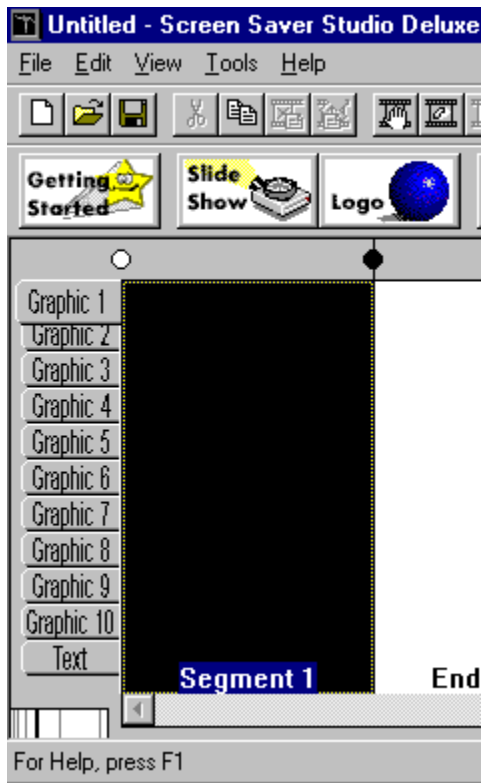 Untitled - Screen Saver Studio Deluxe
File Edit View Tools Help
Getting Started
Slide Show
Logo
Graphic 1
Graphic 2
Graphic 3
Graphic 4
Graphic 5
Graphic 6
Graphic 7
Graphic 8
Graphic 9
Graphic 10
Text
Segment 1 End
For Help, press F1